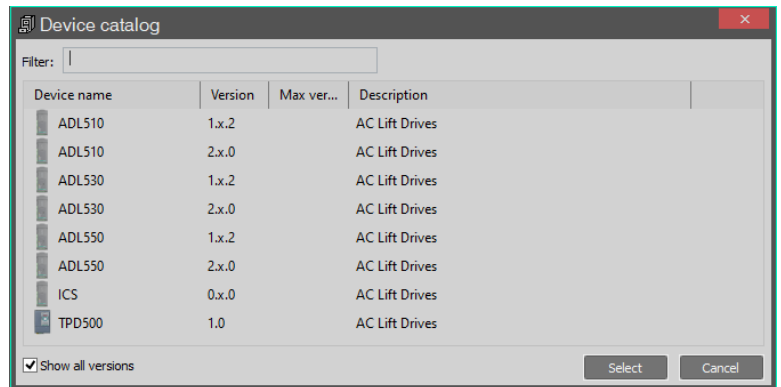 Device catalog
Filter:
Device name Version Max ver... Description
ADL510 1.x.2 AC Lift Drives
ADL510 2.x.0 AC Lift Drives
ADL530 1.x.2 AC Lift Drives
ADL530 2.x.0 AC Lift Drives
ADL550 1.x.2 AC Lift Drives
ADL550 2.x.0 AC Lift Drives
ICS 0.x.0 AC Lift Drives
TPD500 1.0 AC Lift Drives
Show all versions Select Cancel